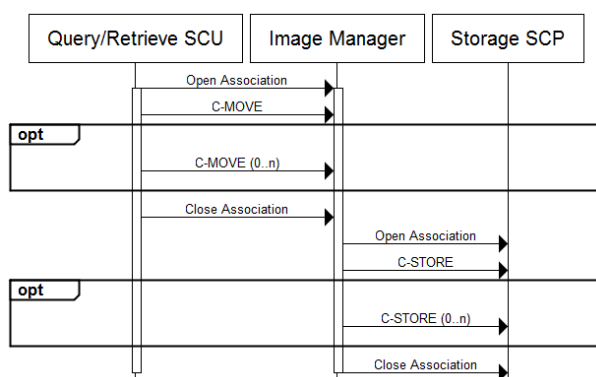 Query/Retrieve SCU
Image Manager
Storage SCP
Open Association
C-MOVE
opt
C-MOVE (0..n)
Close Association
Open Association
C-STORE
opt
C-STORE (0..n)
Close Association